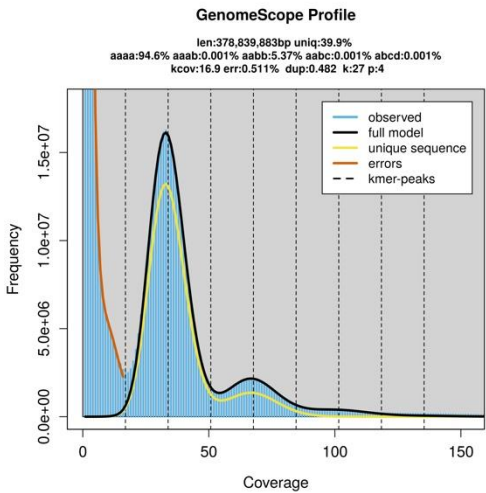 GenomeScope Profile
len:378,839,883bp uniq:39.9%
aaaa:94.6% aaab:0.001% aabb:5.37% aabc:0.001% abcd:0.001%
kcov:16.9 err:0.511% dup:0.482 k:27 p:4
observed
full model
unique sequence
errors
kmer-peaks
Frequency
1.5e+07
1.0e+07
5.0e+06
0.0e+00
0 50 100 150
Coverage